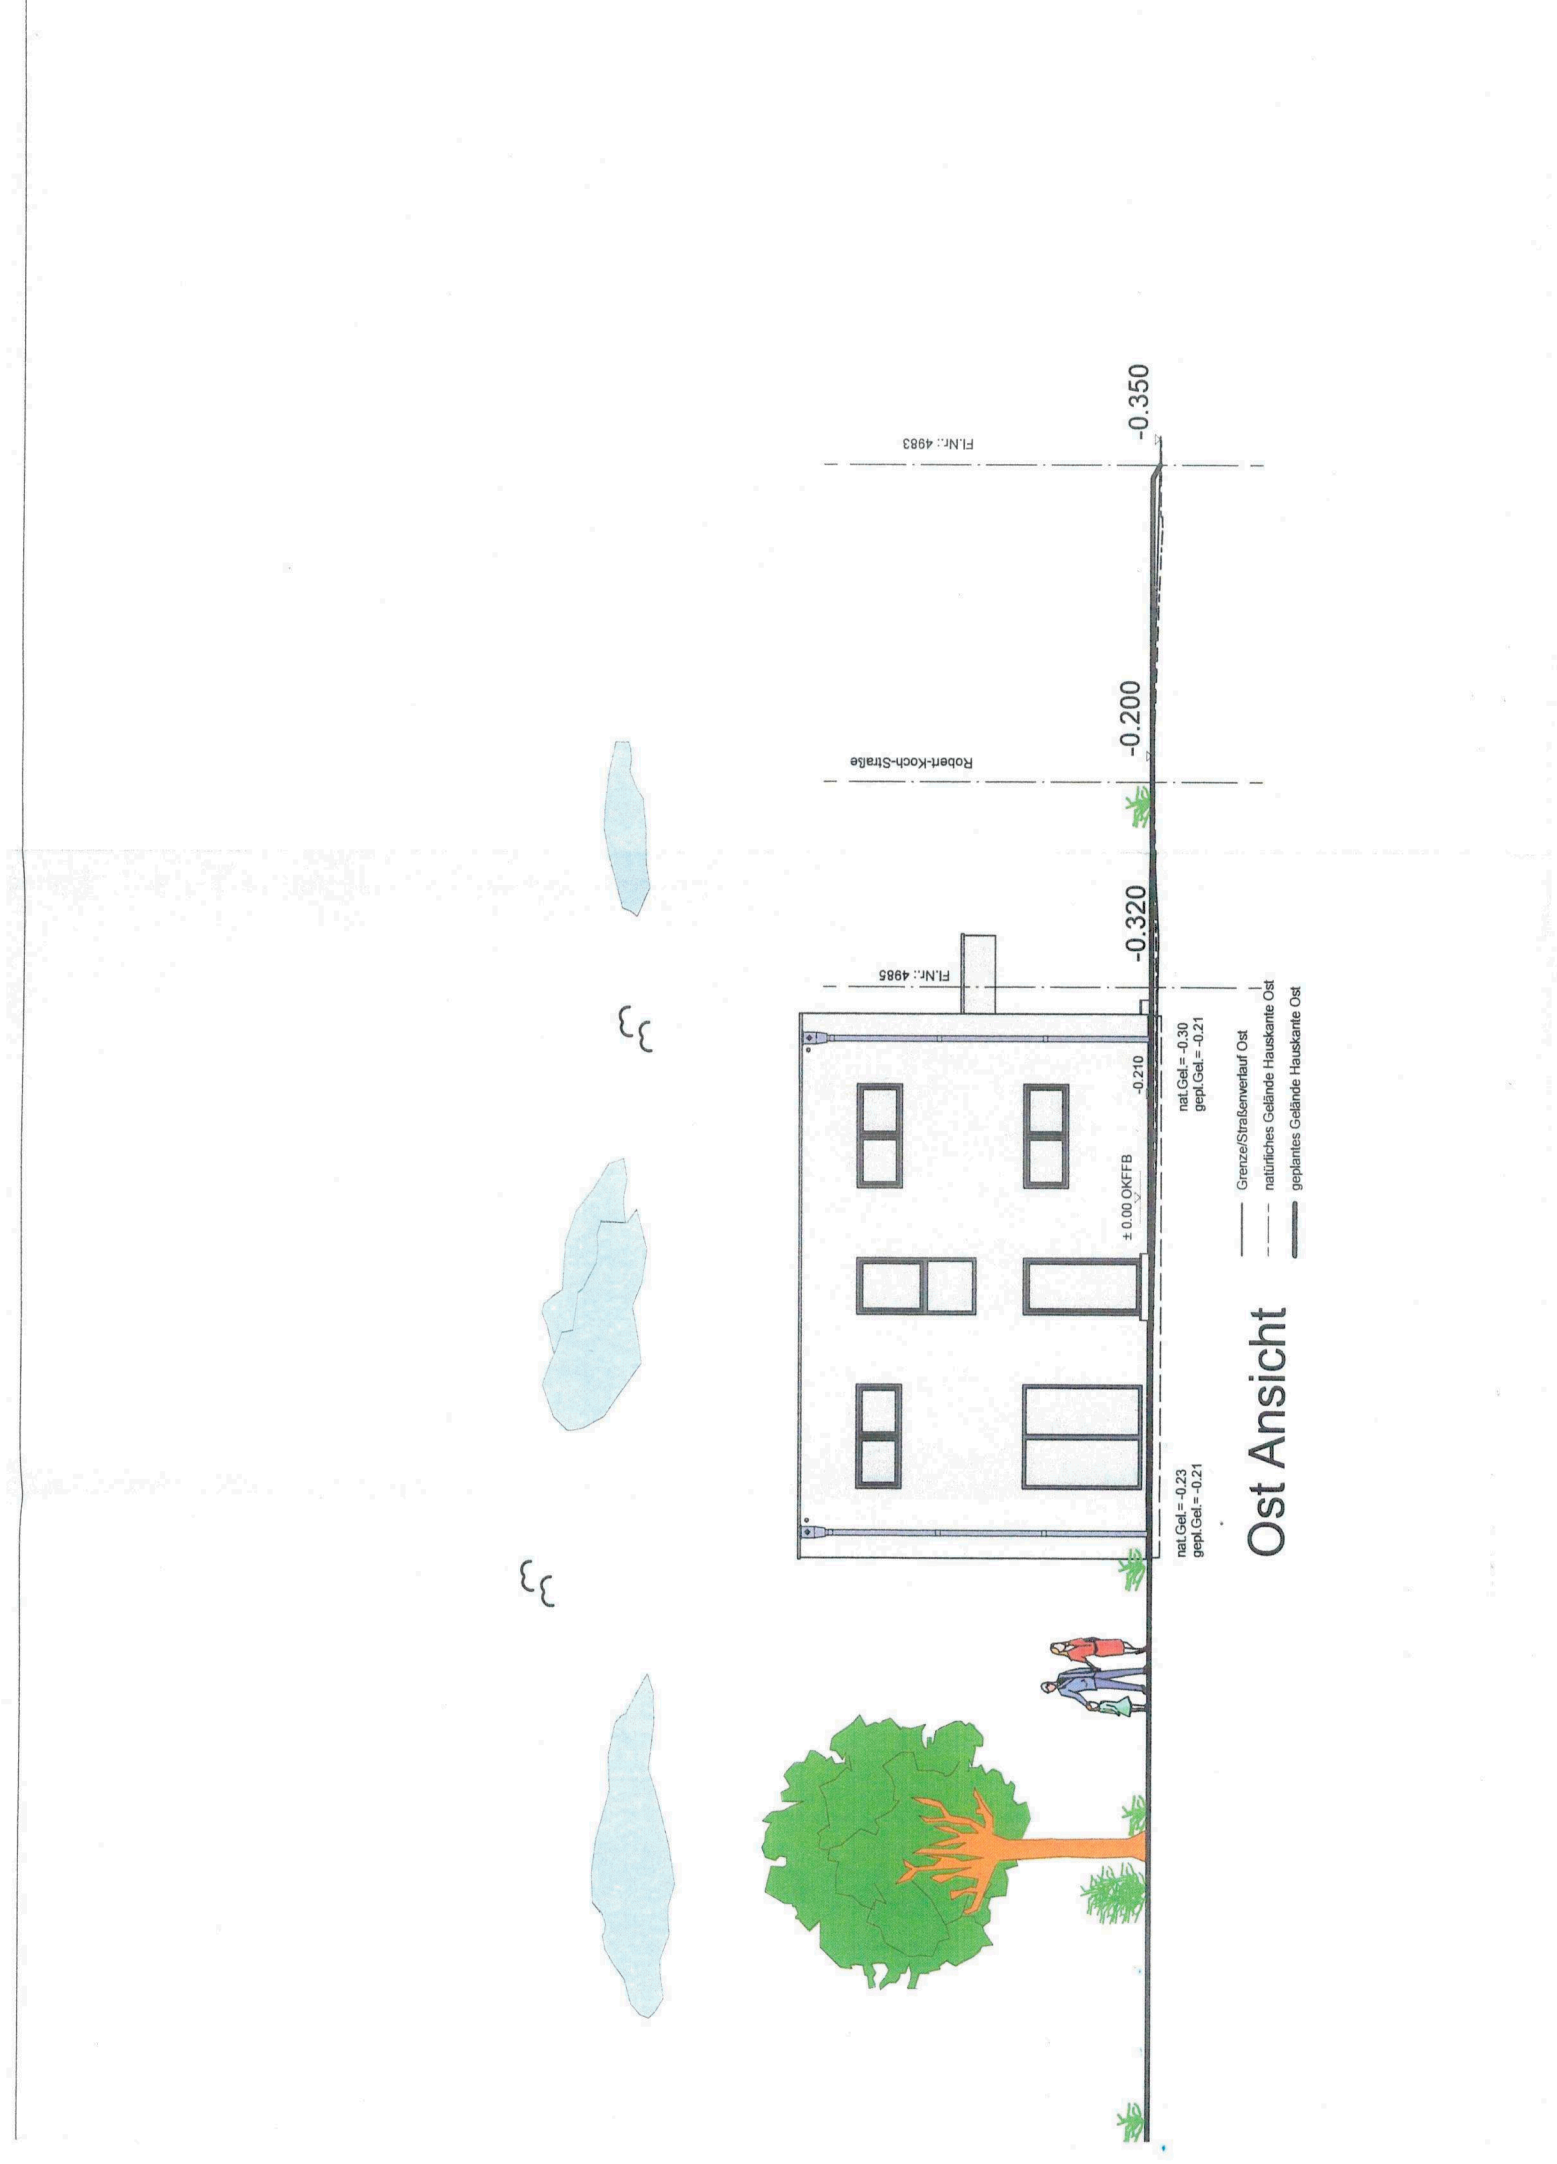 Fl.Nr.: 4985
Robert-Koch-Straße
Fl.Nr.: 4983
± 0.00 OKFFB
-0.210
-0.320
-0.200
-0.350
nat.Gel.= -0.23
gepl.Gel.= -0.21
nat.Gel.= -0.30
gepl.Gel.= -0.21
Ost Ansicht
Grenze/Straßenverlauf Ost
natürliches Gelände Hauskante Ost
geplantes Gelände Hauskante Ost